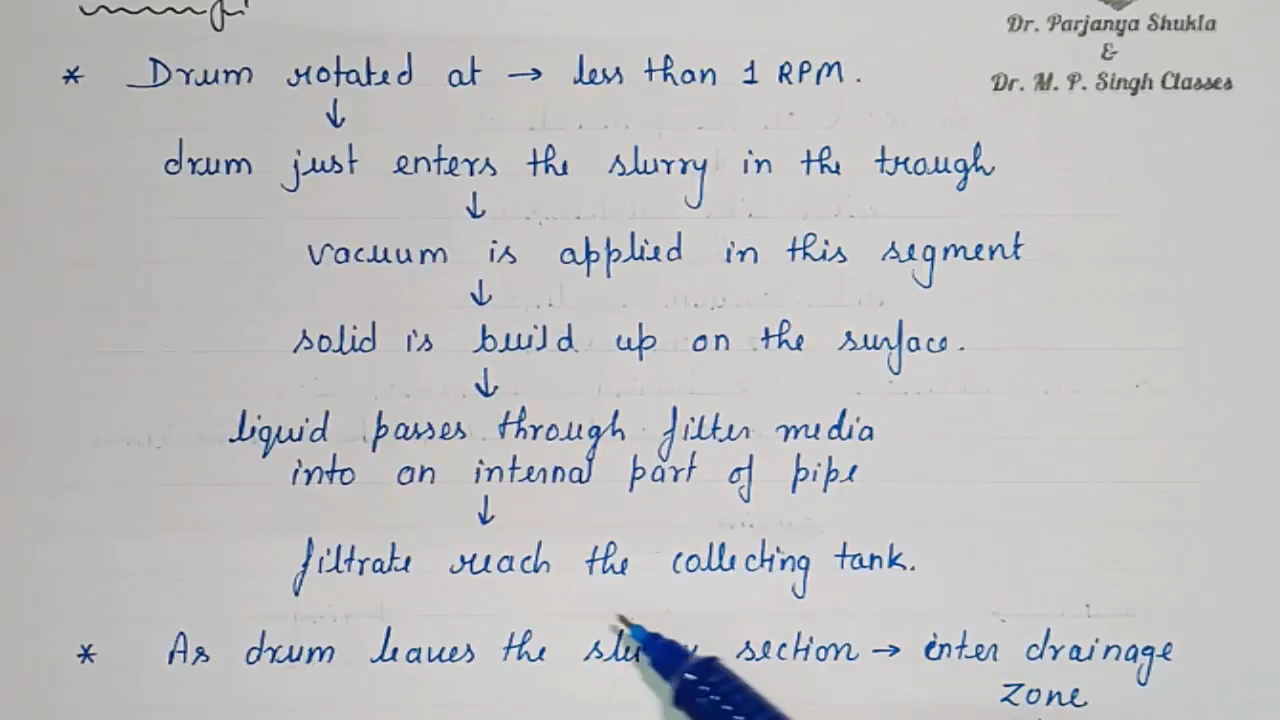 Dr. Parjanya Shukla
&
Dr. M. P. Singh Classes
* Drum rotated at → less than 1 RPM.
↓
drum just enters the slurry in the trough
↓
vacuum is applied in this segment
↓
solid is build up on the surface.
↓
liquid passes through filter media
into an internal part of pipe
↓
filtrate reach the collecting tank.
* As drum leaves the section → enter drainage
zone